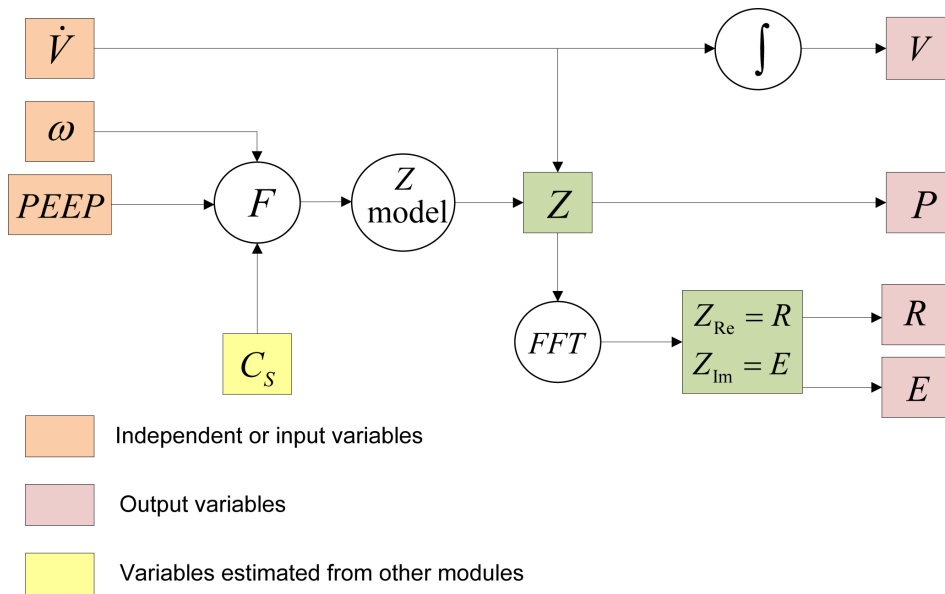 V̇
∫
V
ω
PEEP
F
Z
model
Z
P
C_S
FFT
Z_Re = R
Z_Im = E
R
E
Independent or input variables
Output variables
Variables estimated from other modules